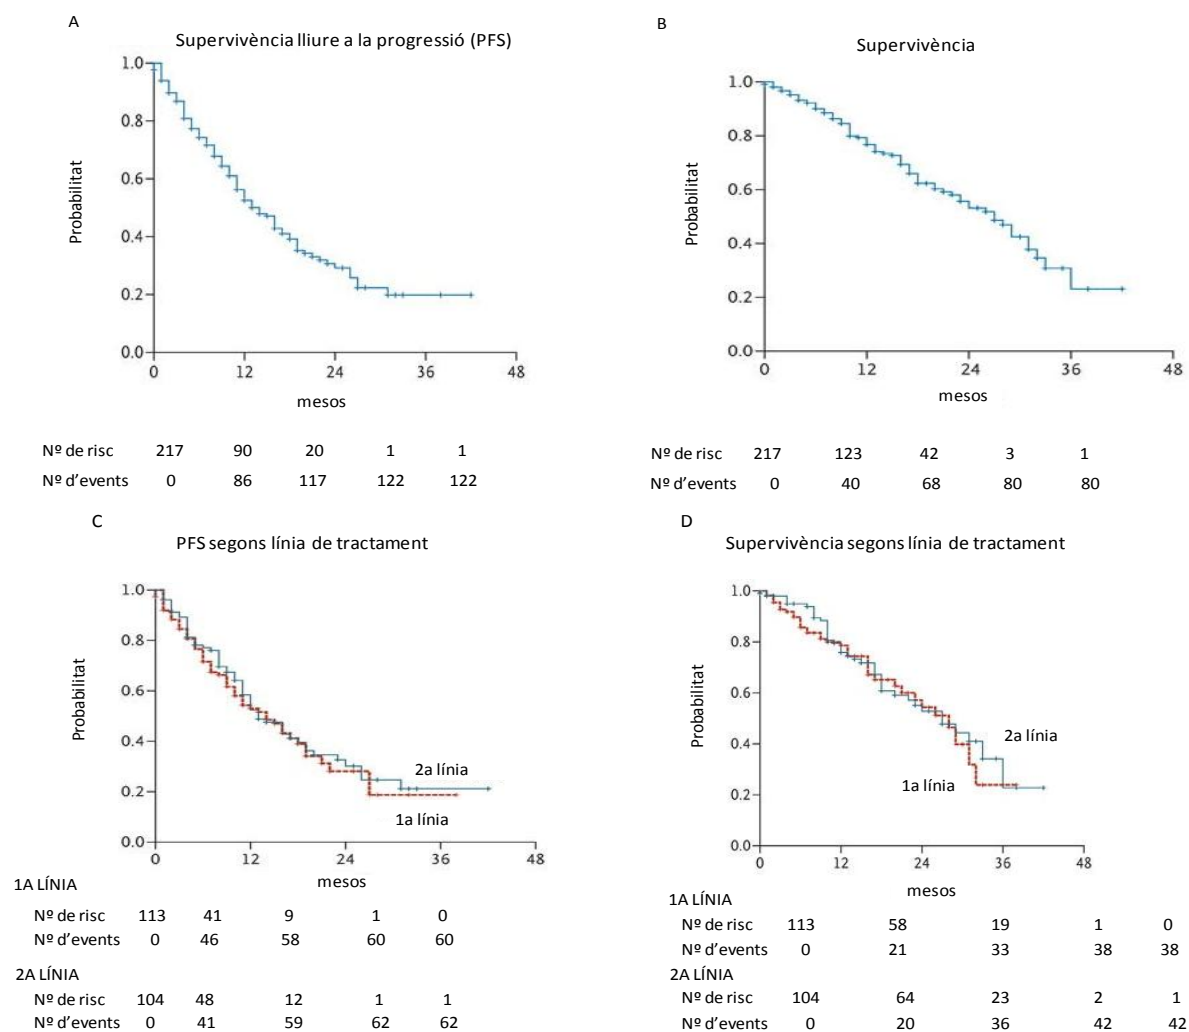 A
Supervivència lliure a la progressió (PFS)
1.0
0.8
0.6
0.4
0.2
0.0
Probabilitat
0 12 24 36 48
mesos
Nº de risc 217 90 20 1 1
Nº d'events 0 86 117 122 122
B
Supervivència
1.0
0.8
0.6
0.4
0.2
0.0
Probabilitat
0 12 24 36 48
mesos
Nº de risc 217 123 42 3 1
Nº d'events 0 40 68 80 80
C
PFS segons línia de tractament
1.0
0.8
0.6
0.4
0.2
0.0
Probabilitat
2a línia
1a línia
0 12 24 36 48
mesos
1A LÍNIA
Nº de risc 113 41 9 1 0
Nº d'events 0 46 58 60 60
2A LÍNIA
Nº de risc 104 48 12 1 1
Nº d'events 0 41 59 62 62
D
Supervivència segons línia de tractament
1.0
0.8
0.6
0.4
0.2
0.0
Probabilitat
2a línia
1a línia
0 12 24 36 48
mesos
1A LÍNIA
Nº de risc 113 58 19 1 0
Nº d'events 0 21 33 38 38
2A LÍNIA
Nº de risc 104 64 23 2 1
Nº d'events 0 20 36 42 42